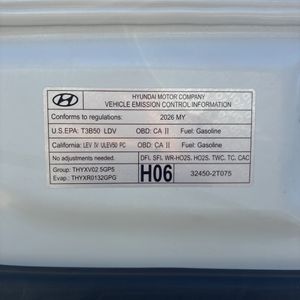 HYUNDAI MOTOR COMPANY
VEHICLE EMISSION CONTROL INFORMATION
Conforms to regulations: 2026 MY
U.S.EPA: T3B50 LDV OBD: CA II Fuel: Gasoline
California: LEV IV ULEV50 PC OBD: CA II Fuel: Gasoline
No adjustments needed. DFI, SFI, WR-HO2S, HO2S, TWC, TC, CAC
Group: THYXV02.5GP5 H06 32450-2T075
Evap: THYXR0132GPG